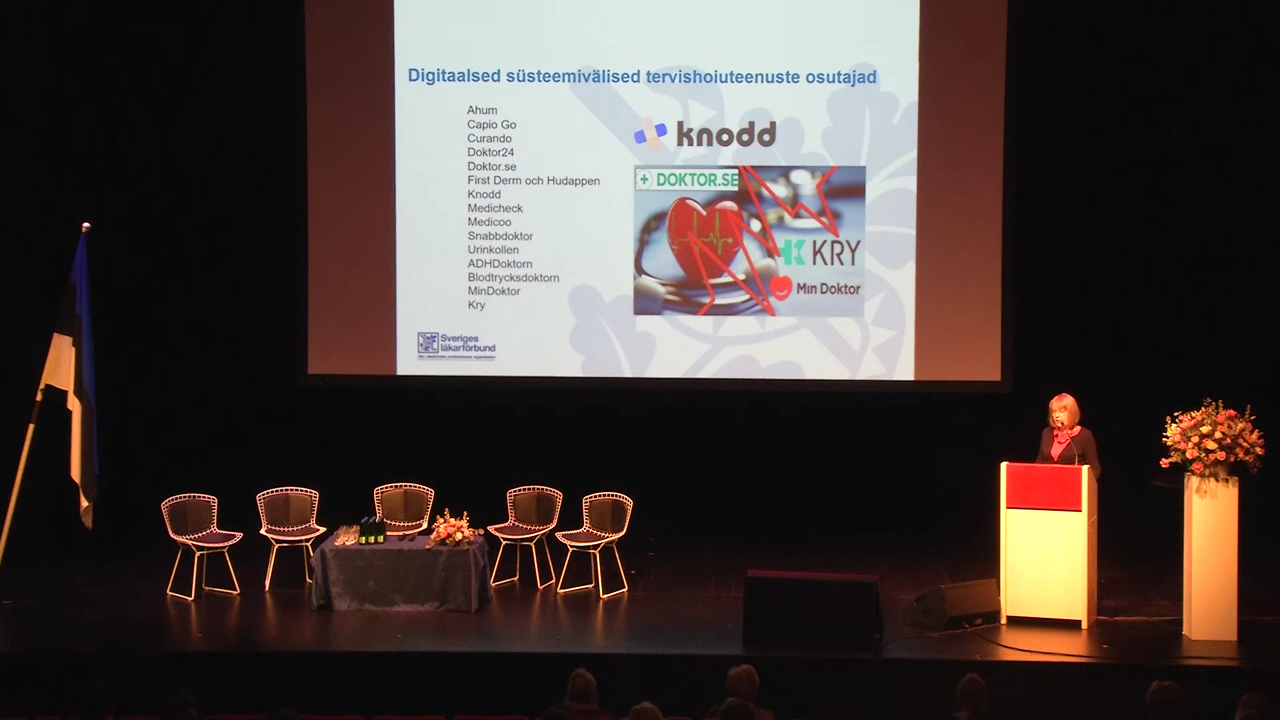 Digitaalsed süsteemivälised tervishoiuteenuste osutajad
Ahum
Capio Go
Curando
Doktor24
Doktor.se
First Derm och Hudappen
Knodd
Medicheck
Medicoo
Snabbdoktor
Urinkollen
ADHDoktorn
Blodtrycksdoktorn
MinDoktor
Kry
knodd
DOKTOR.SE
KRY
Min Doktor
Sveriges
läkarförbund